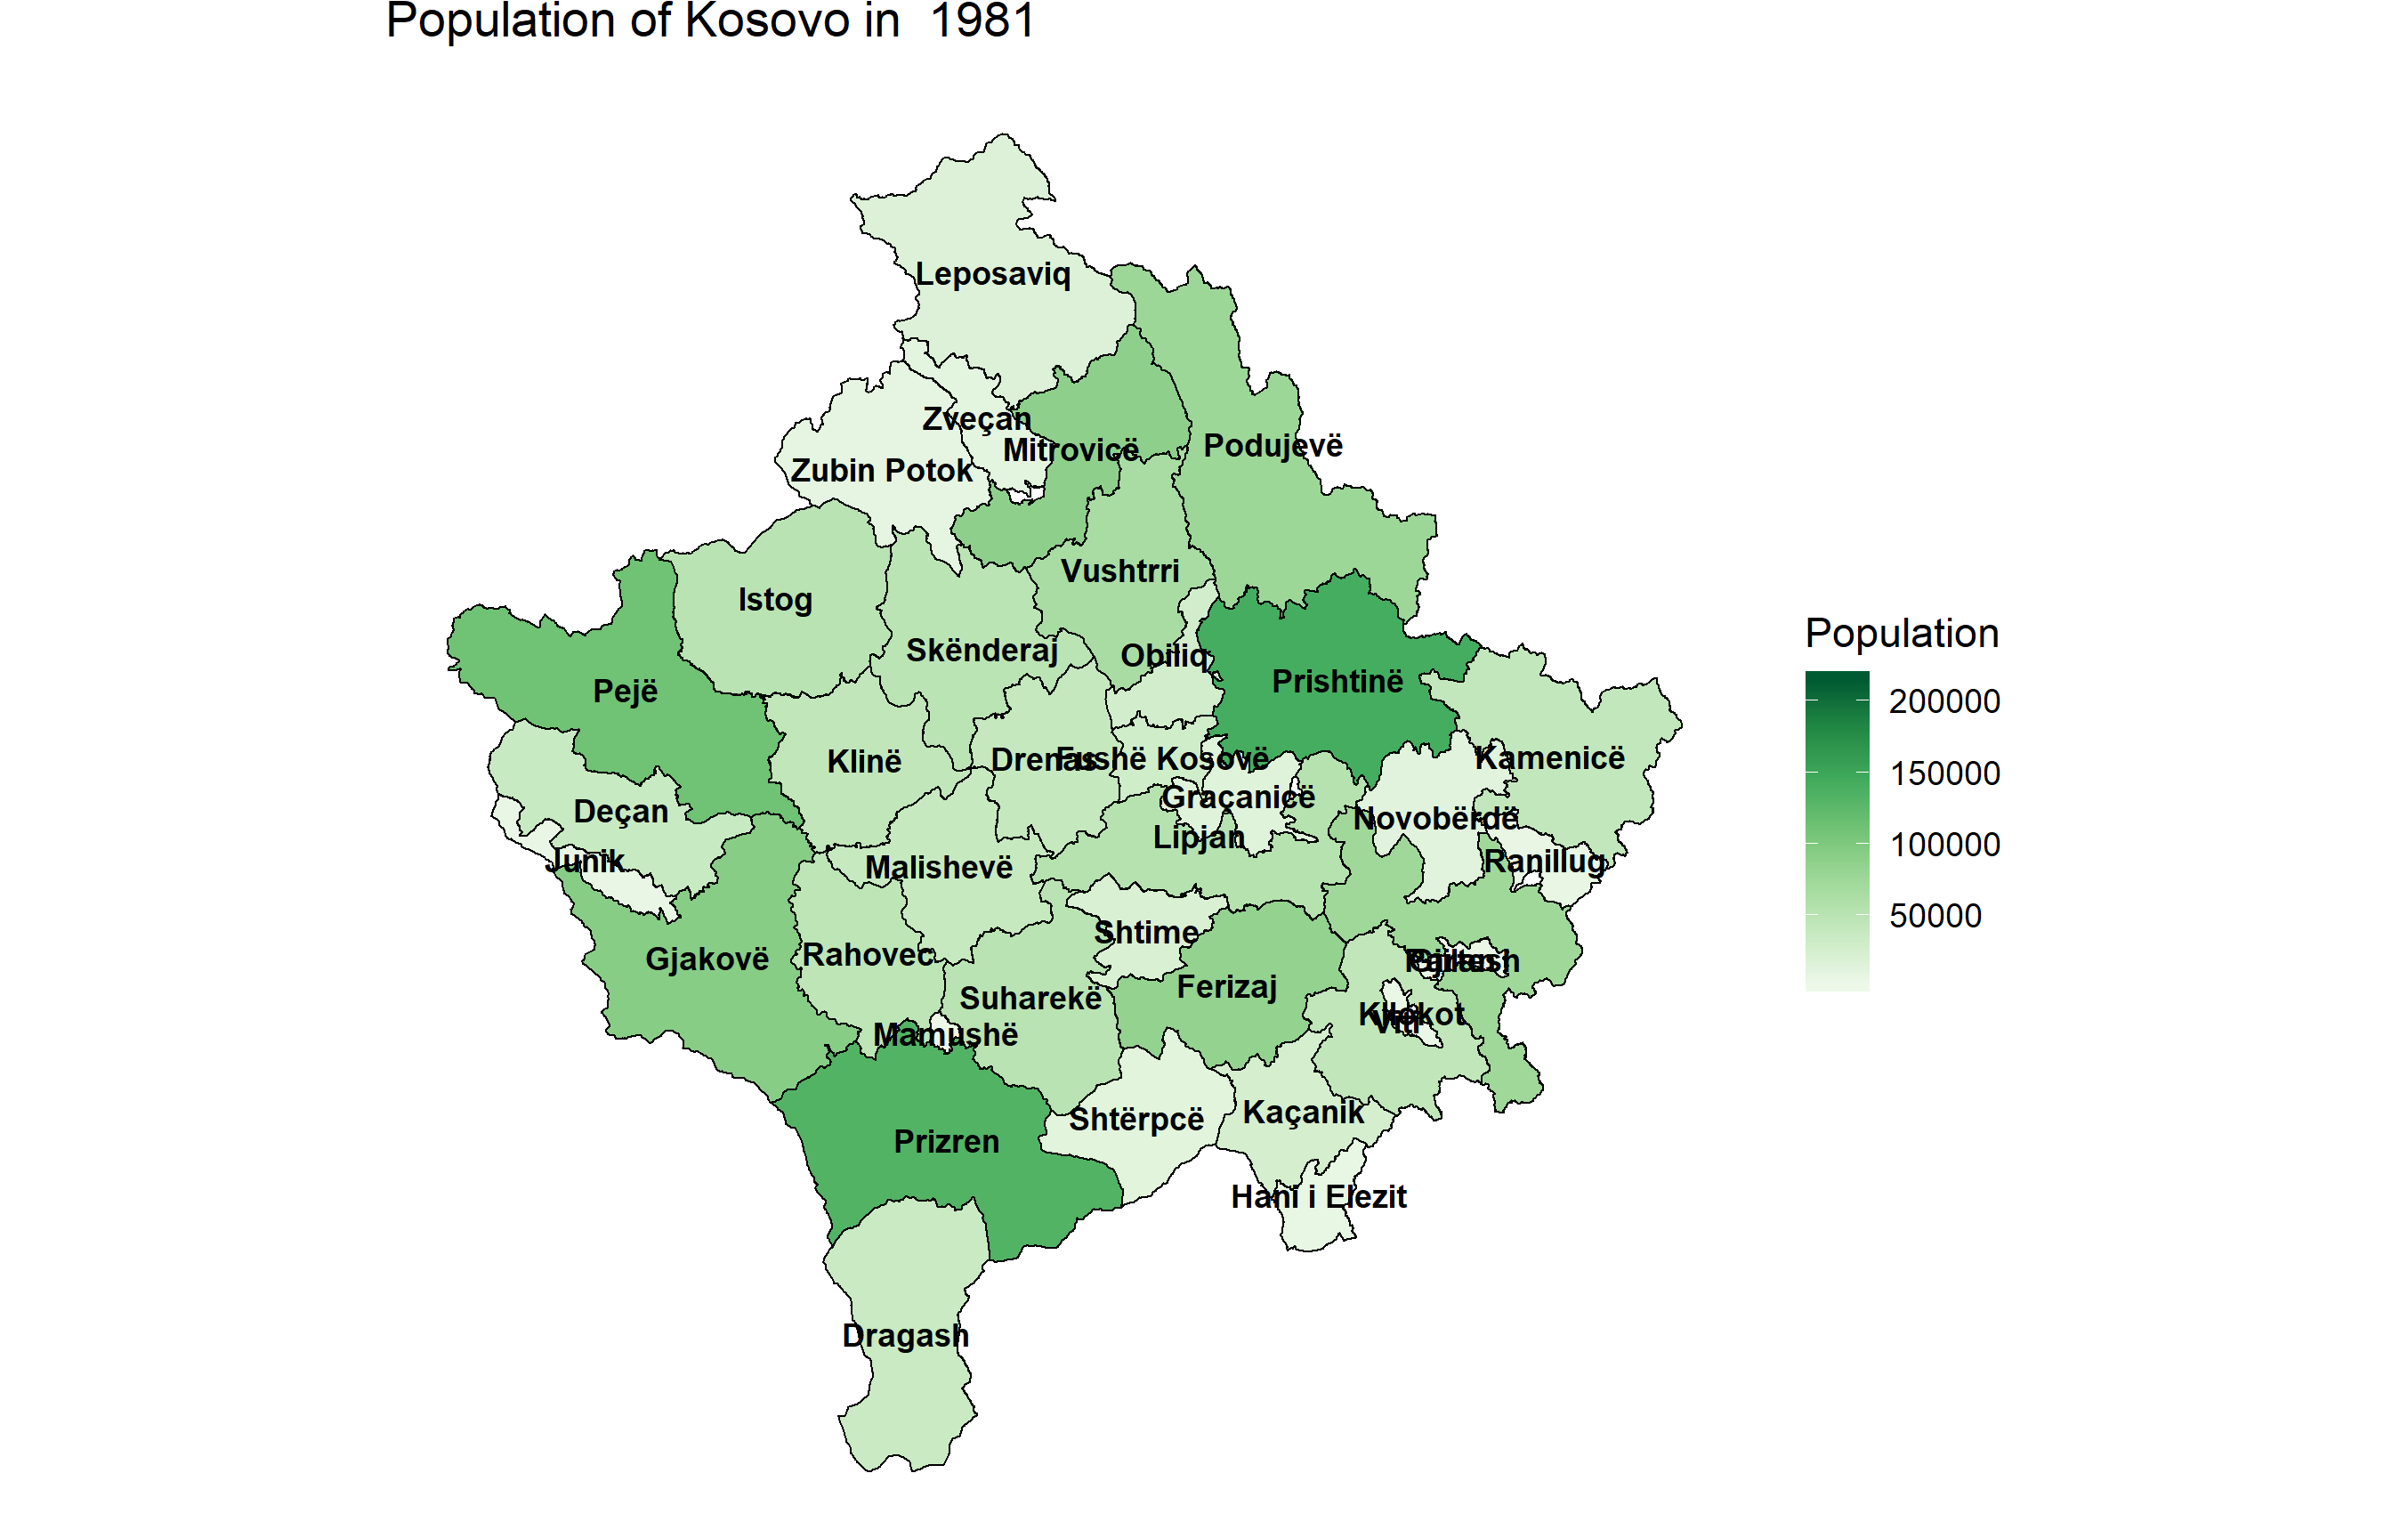 Population of Kosovo in  1981
Leposaviq
Zveçan
Mitrovicë
Podujevë
Zubin Potok
Vushtrri
Istog
Skënderaj
Obiliq
Prishtinë
Pejë
Klinë
Drenas
Fushë Kosovë
Kamenicë
Graçanicë
Deçan
Novobërdë
Lipjan
Junik
Malishevë
Ranillug
Shtime
Rahovec
Gjakovë
Gjilan
Partesh
Ferizaj
Suharekë
Kllokot
Viti
Mamushë
Kaçanik
Shtërpcë
Prizren
Hani i Elezit
Dragash
Population
200000
150000
100000
50000